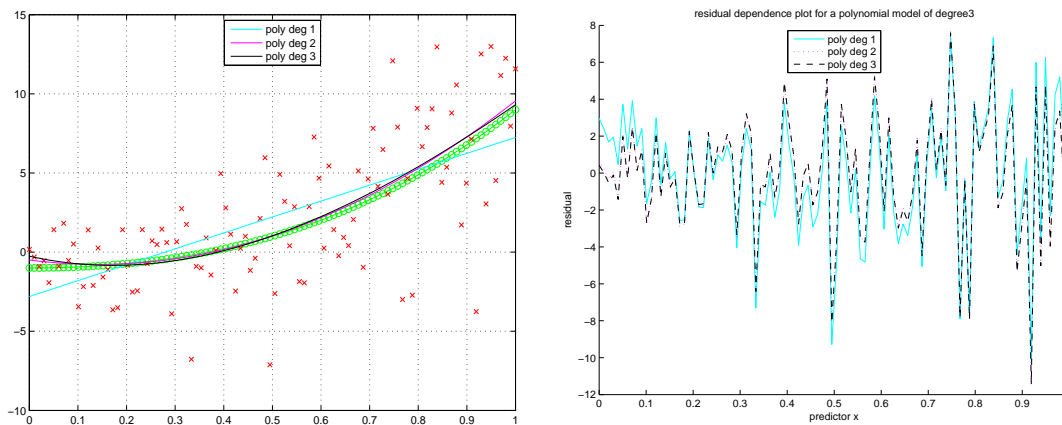 15
10
5
0
−5
−10
0 0.1 0.2 0.3 0.4 0.5 0.6 0.7 0.8 0.9 1
poly deg 1
poly deg 2
poly deg 3
residual dependence plot for a polynomial model of degree3
8
6
4
2
0
−2
−4
−6
−8
−10
−12
residual
0 0.1 0.2 0.3 0.4 0.5 0.6 0.7 0.8 0.9
predictor x
poly deg 1
poly deg 2
poly deg 3